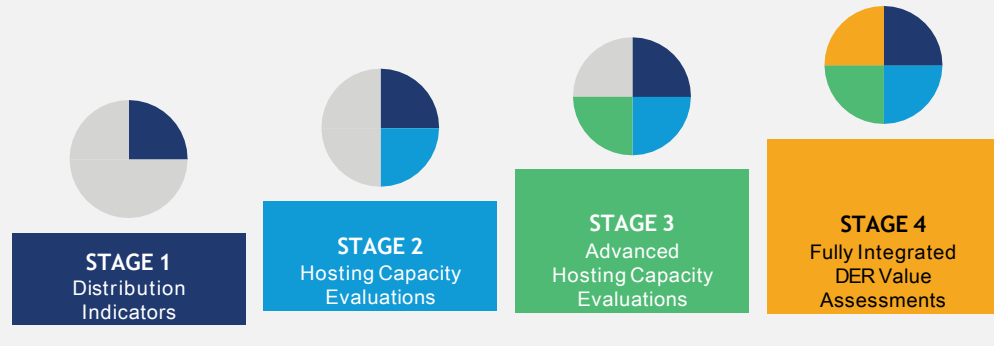 STAGE 1
Distribution
Indicators
STAGE 2
Hosting Capacity
Evaluations
STAGE 3
Advanced
Hosting Capacity
Evaluations
STAGE 4
Fully Integrated
DER Value
Assessments